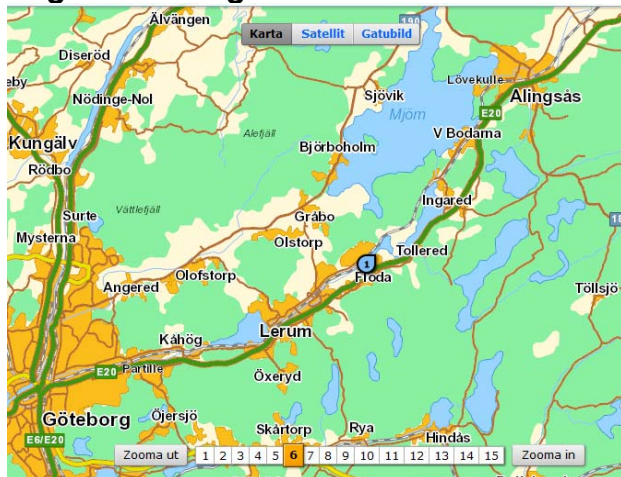 Älvängen
190
Karta Satellit Gatubild
Diseröd
Lövekulle
Alingsås
Nödinge-Nol
Sjövik
Mjörn
E20
Kungälv
Alefjäll
V Bodarna
Björboholm
Rödbo
Ingared
Vättlefjäll
Surte
Gråbo
Mysterna
Olstorp
Tollered
1
Angered
Olofstorp
Floda
Töllsjö
Lerum
Kåhög
E20
Partille
Öxeryd
Göteborg
Öjersjö
Skårtorp
Rya
Hindås
E6/E20
Zooma ut 1 2 3 4 5 6 7 8 9 10 11 12 13 14 15 Zooma in